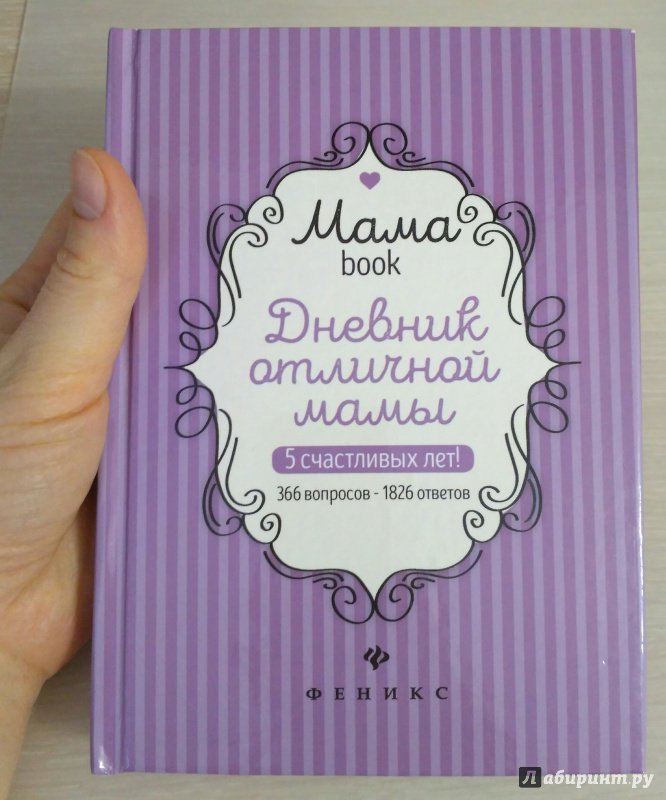 Мама
book
Дневник
отличной
мамы
5 счастливых лет!
366 вопросов - 1826 ответов
ФЕНИКС
Лабиринт.ру